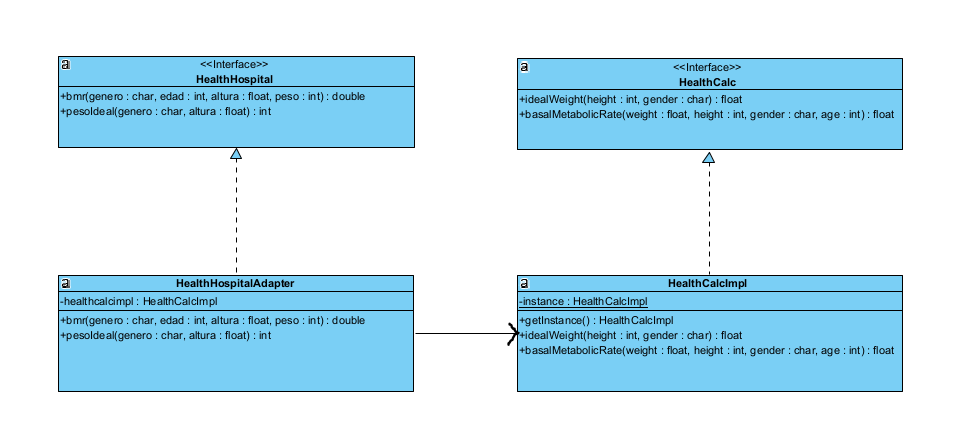 a
<<Interface>>
HealthHospital
+bmr(genero : char, edad : int, altura : float, peso : int) : double
+pesoIdeal(genero : char, altura : float) : int
a
<<Interface>>
HealthCalc
+idealWeight(height : int, gender : char) : float
+basalMetabolicRate(weight : float, height : int, gender : char, age : int) : float
a
HealthHospitalAdapter
-healthcalcimpl : HealthCalcImpl
+bmr(genero : char, edad : int, altura : float, peso : int) : double
+pesoIdeal(genero : char, altura : float) : int
a
HealthCalcImpl
-instance : HealthCalcImpl
+getInstance() : HealthCalcImpl
+idealWeight(height : int, gender : char) : float
+basalMetabolicRate(weight : float, height : int, gender : char, age : int) : float